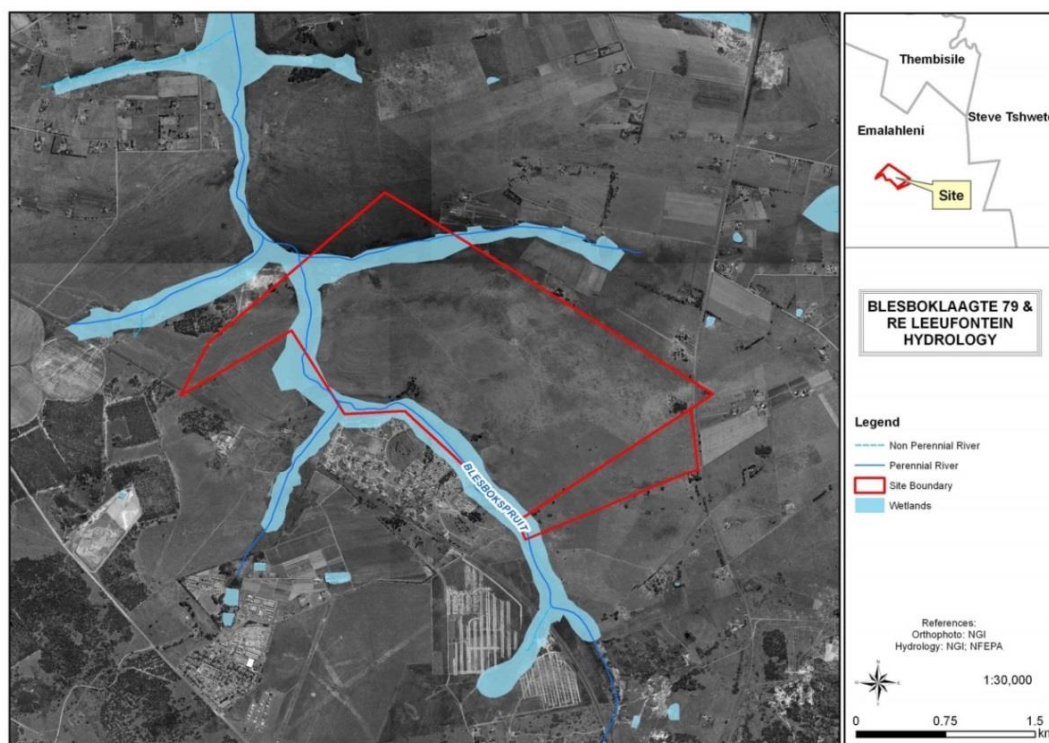 BLESBOKSPRUIT
Thembisile
Steve Tshwete
Emalahleni
Site
BLESBOKLAAGTE 79 &
RE LEEUFONTEIN
HYDROLOGY
Legend
Non Perennial River
Perennial River
Site Boundary
Wetlands
References:
Orthophoto: NGI
Hydrology: NGI; NFEPA
1:30,000
0 0.75 1.5
km